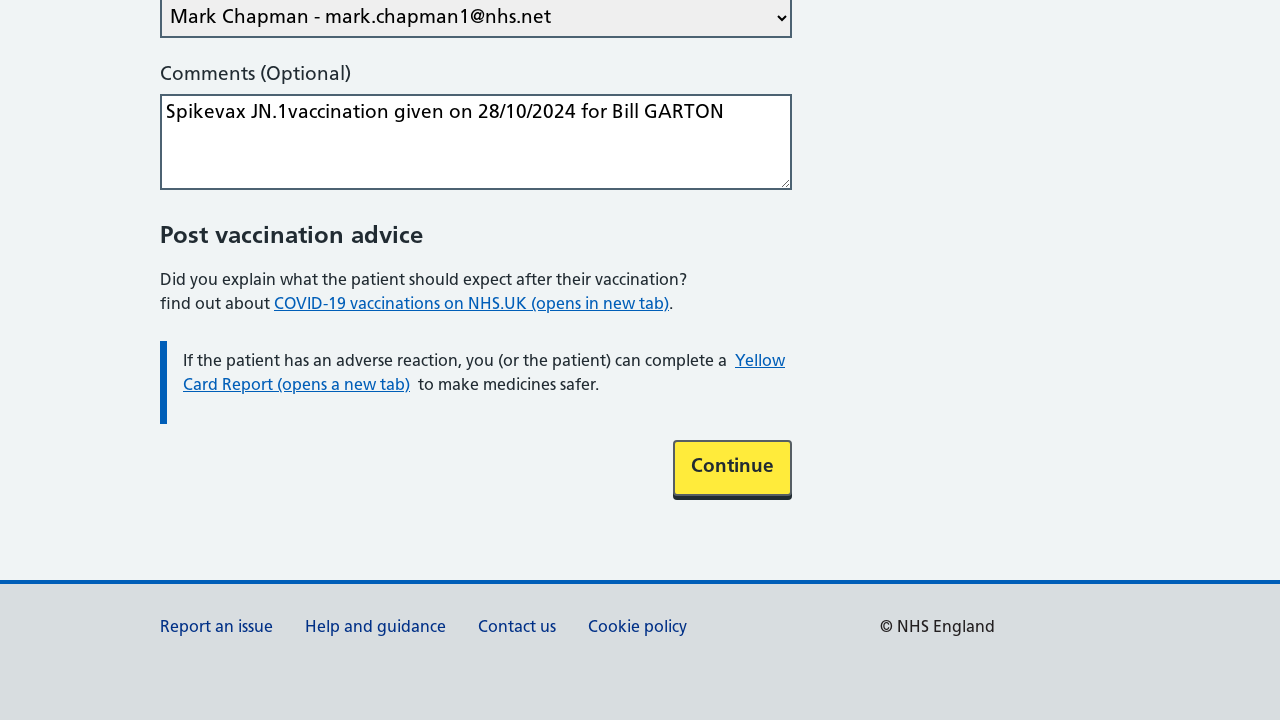 Mark Chapman - mark.chapman1@nhs.net
Comments (Optional)
Spikevax JN.1vaccination given on 28/10/2024 for Bill GARTON
Post vaccination advice
Did you explain what the patient should expect after their vaccination?
find out about COVID-19 vaccinations on NHS.UK (opens in new tab).
If the patient has an adverse reaction, you (or the patient) can complete a Yellow
Card Report (opens a new tab) to make medicines safer.
Continue
Report an issue Help and guidance Contact us Cookie policy © NHS England